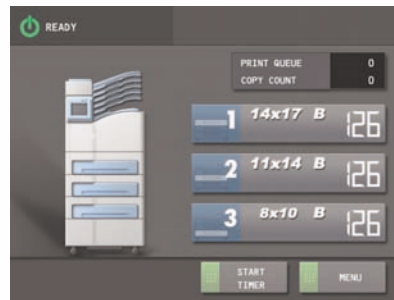 READY
PRINT QUEUE 0
COPY COUNT 0
1 14x17 B 126
2 11x14 B 126
3 8x10 B 126
START
TIMER
MENU